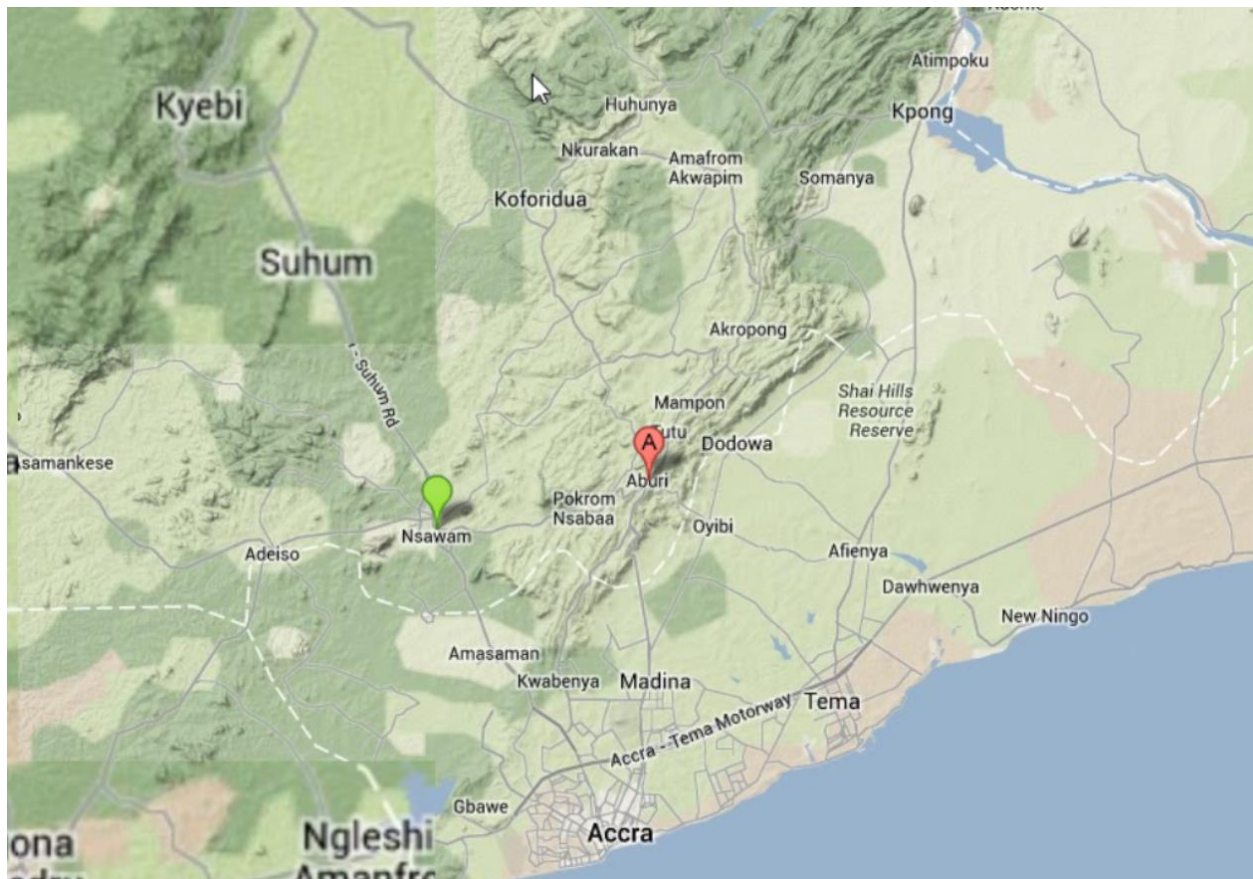 Kyebi
Huhunya
Atimpoku
Kpong
Nkurakan
Amafrom
Akwapim
Somanya
Koforidua
Suhum
Akropong
- Suhum Rd
Mampon
Shai Hills
Resource
Reserve
A
Tutu
Dodowa
Asamankese
Aburi
Pokrom
Nsabaa
Oyibi
Nsawam
Adeiso
Afienya
Dawhwenya
New Ningo
Amasaman
Kwabenya
Madina
Tema
Accra - Tema Motorway
Gbawe
Accra
Ngleshi
Amanfro
ona